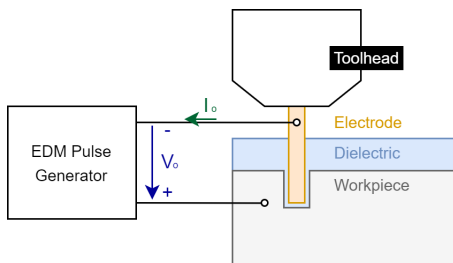 Toolhead
Iₒ
Electrode
-
EDM Pulse
Generator
Vₒ
Dielectric
+
Workpiece